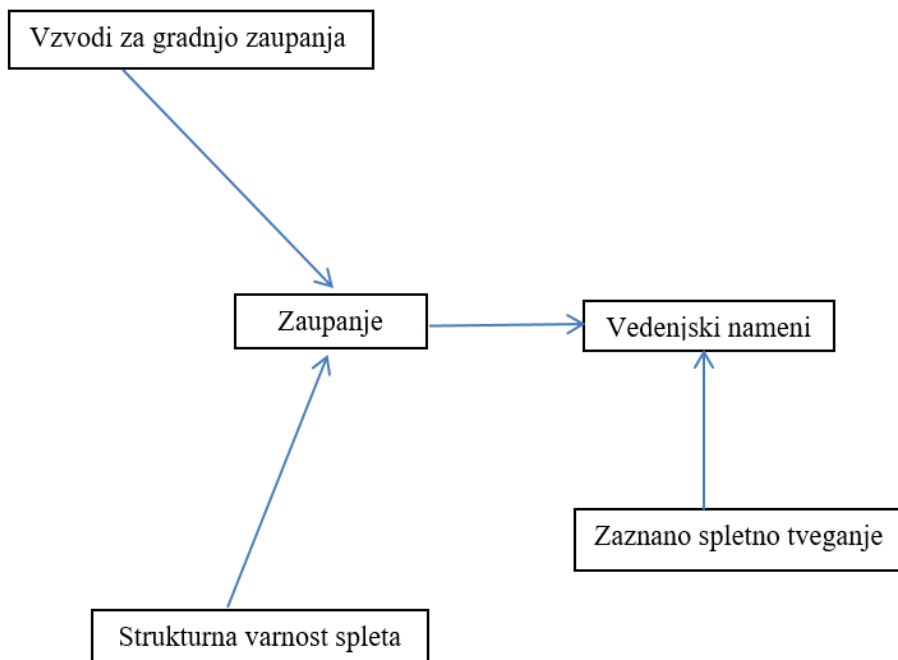 Vzvodi za gradnjo zaupanja
Zaupanje
Vedenjski nameni
Zaznano spletno tveganje
Strukturna varnost spleta